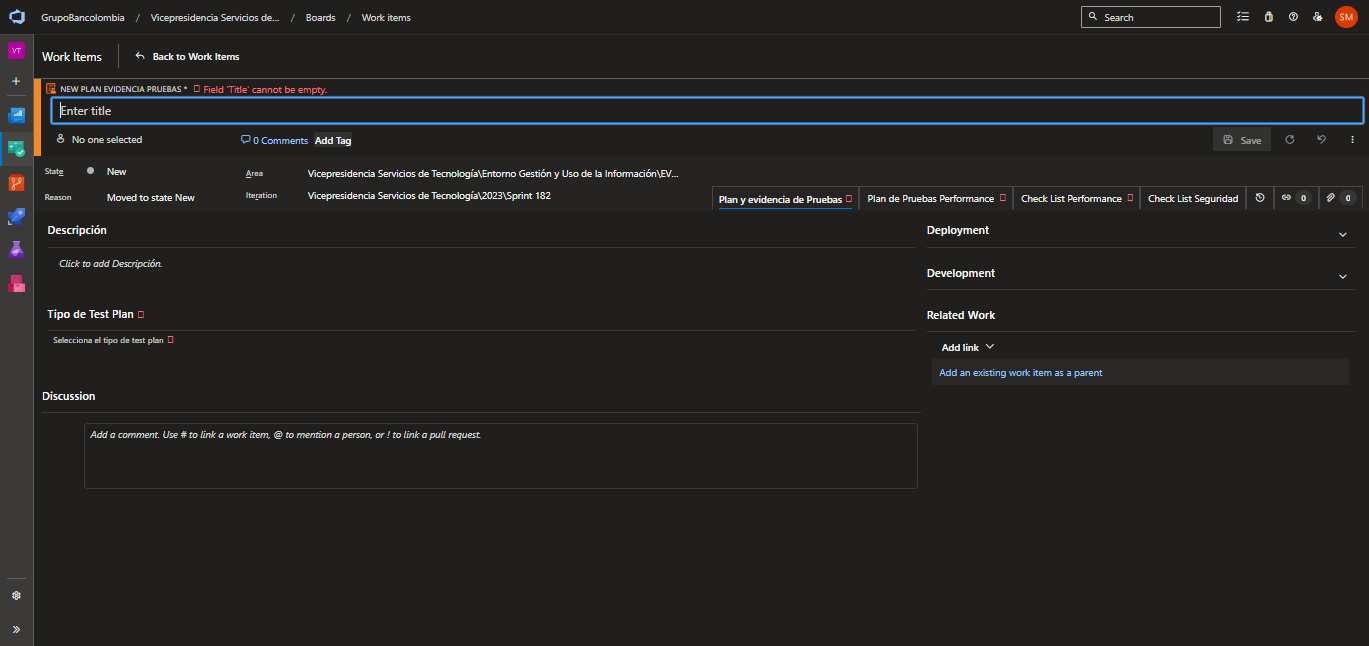 GrupoBancolombia / Vicepresidencia Servicios de... / Boards / Work items
Search
SM
VT
Work Items
Back to Work Items
NEW PLAN EVIDENCIA PRUEBAS * Field 'Title' cannot be empty.
Enter title
No one selected
0 Comments
Add Tag
Save
State
New
Area
Vicepresidencia Servicios de Tecnología\Entorno Gestión y Uso de la Información\EV...
Reason
Moved to state New
Iteration
Vicepresidencia Servicios de Tecnología\2023\Sprint 182
Plan y evidencia de Pruebas
Plan de Pruebas Performance
Check List Performance
Check List Seguridad
0
0
Descripción
Click to add Descripción.
Tipo de Test Plan
Selecciona el tipo de test plan
Discussion
Add a comment. Use # to link a work item, @ to mention a person, or ! to link a pull request.
Deployment
Development
Related Work
Add link
Add an existing work item as a parent